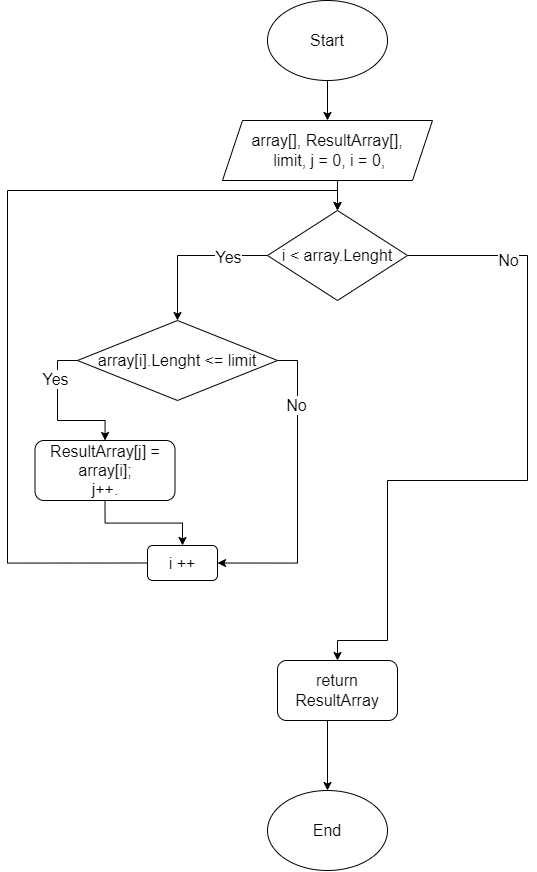 Start
array[], ResultArray[],
limit, j = 0, i = 0,
i < array.Lenght
Yes
No
array[i].Lenght <= limit
Yes
No
ResultArray[j] =
array[i];
j++.
i ++
return
ResultArray
End